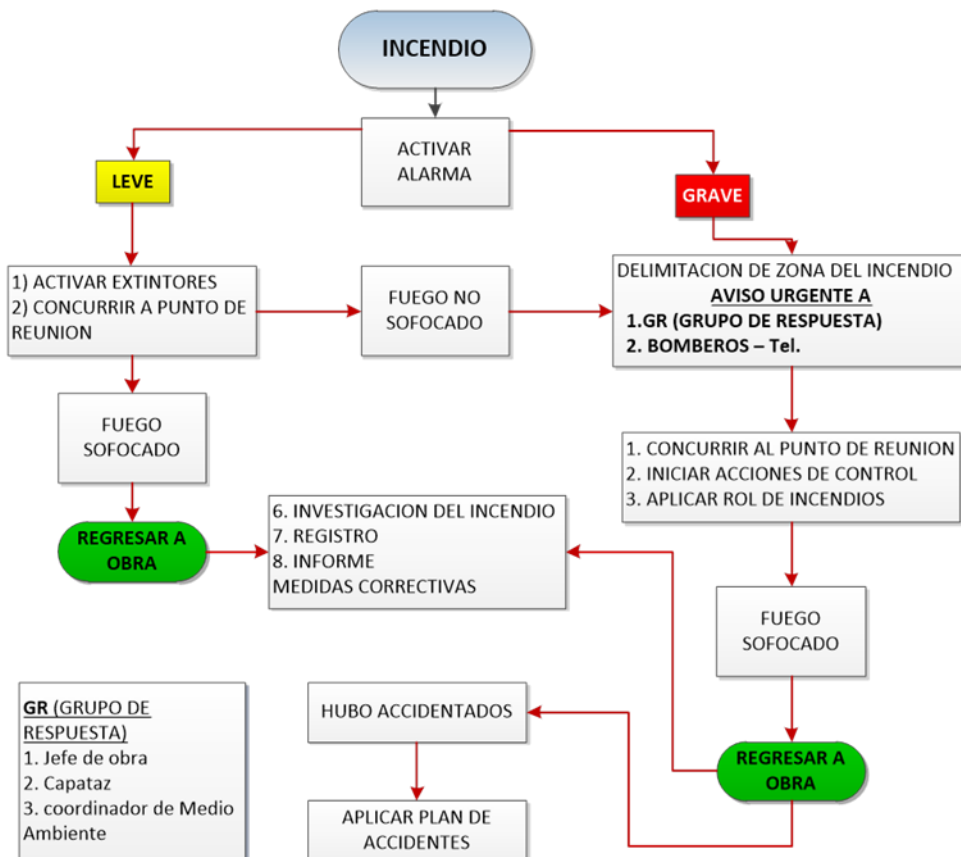 INCENDIO
ACTIVAR
ALARMA
LEVE
GRAVE
1) ACTIVAR EXTINTORES
2) CONCURRIR A PUNTO DE
REUNION
FUEGO NO
SOFOCADO
DELIMITACION DE ZONA DEL INCENDIO
AVISO URGENTE A
1.GR (GRUPO DE RESPUESTA)
2. BOMBEROS – Tel.
FUEGO
SOFOCADO
1. CONCURRIR AL PUNTO DE REUNION
2. INICIAR ACCIONES DE CONTROL
3. APLICAR ROL DE INCENDIOS
REGRESAR A
OBRA
6. INVESTIGACION DEL INCENDIO
7. REGISTRO
8. INFORME
MEDIDAS CORRECTIVAS
FUEGO
SOFOCADO
GR (GRUPO DE
RESPUESTA)
1. Jefe de obra
2. Capataz
3. coordinador de Medio
Ambiente
HUBO ACCIDENTADOS
REGRESAR A
OBRA
APLICAR PLAN DE
ACCIDENTES